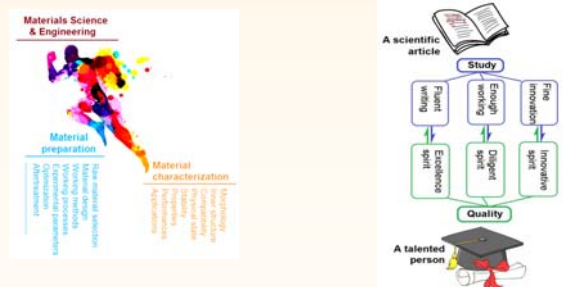 Materials Science
& Engineering
Material
preparation
Raw material selection
Material design
Working methods
Working processes
Experimental parameters
Optimization
Aftertreatment
Material
characterization
Morphology
Inner structure
Compatibility
Physical state
Stability
Properties
Performances
Applications
A scientific
article
Study
Fluent
writing
Enough
working
Fine
innovation
Excellence
spirit
Diligent
spirit
Innovative
spirit
Quality
A talented
person